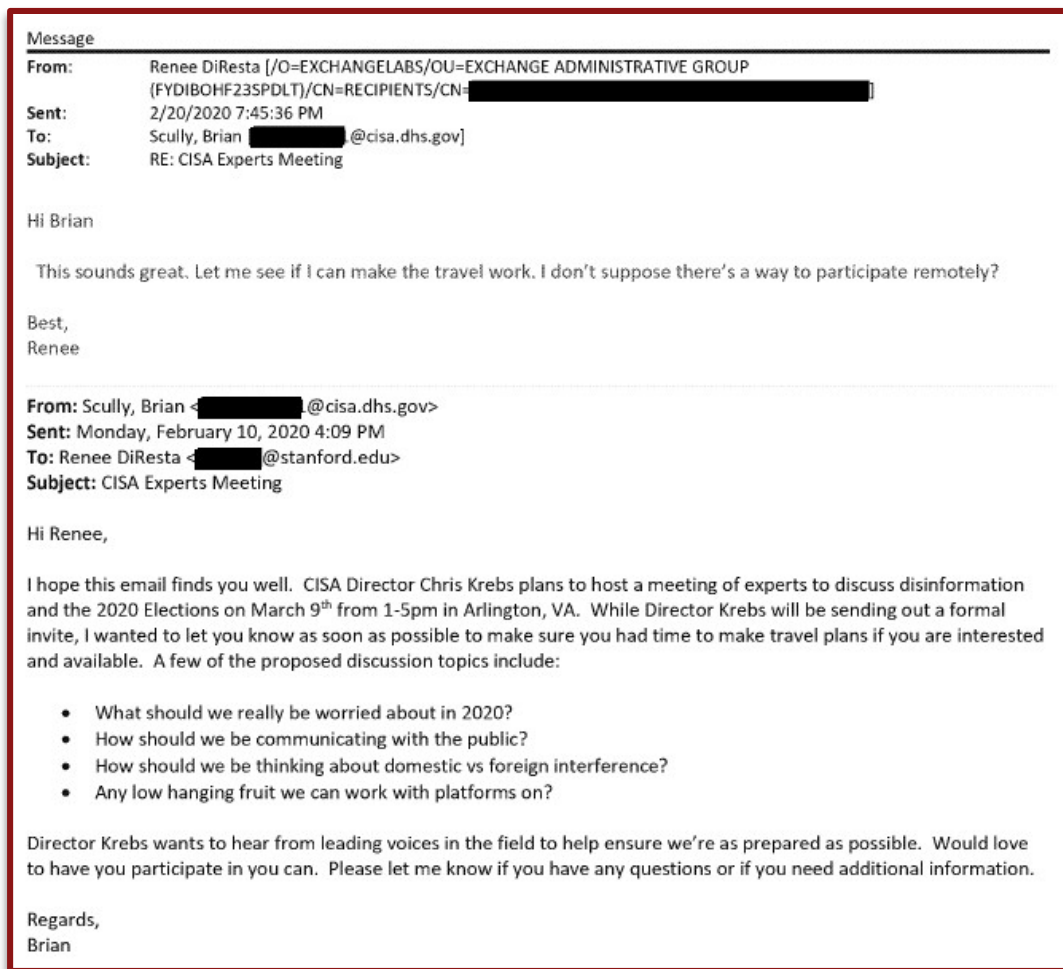 Message
From: Renee DiResta [/O=EXCHANGELABS/OU=EXCHANGE ADMINISTRATIVE GROUP
(FYDIBOHF23SPDLT)/CN=RECIPIENTS/CN= ]
Sent: 2/20/2020 7:45:36 PM
To: Scully, Brian [ @cisa.dhs.gov]
Subject: RE: CISA Experts Meeting
Hi Brian
This sounds great. Let me see if I can make the travel work. I don't suppose there's a way to participate remotely?
Best,
Renee
From: Scully, Brian < @cisa.dhs.gov>
Sent: Monday, February 10, 2020 4:09 PM
To: Renee DiResta < @stanford.edu>
Subject: CISA Experts Meeting
Hi Renee,
I hope this email finds you well. CISA Director Chris Krebs plans to host a meeting of experts to discuss disinformation
and the 2020 Elections on March 9th from 1-5pm in Arlington, VA. While Director Krebs will be sending out a formal
invite, I wanted to let you know as soon as possible to make sure you had time to make travel plans if you are interested
and available. A few of the proposed discussion topics include:
• What should we really be worried about in 2020?
• How should we be communicating with the public?
• How should we be thinking about domestic vs foreign interference?
• Any low hanging fruit we can work with platforms on?
Director Krebs wants to hear from leading voices in the field to help ensure we're as prepared as possible. Would love
to have you participate in you can. Please let me know if you have any questions or if you need additional information.
Regards,
Brian